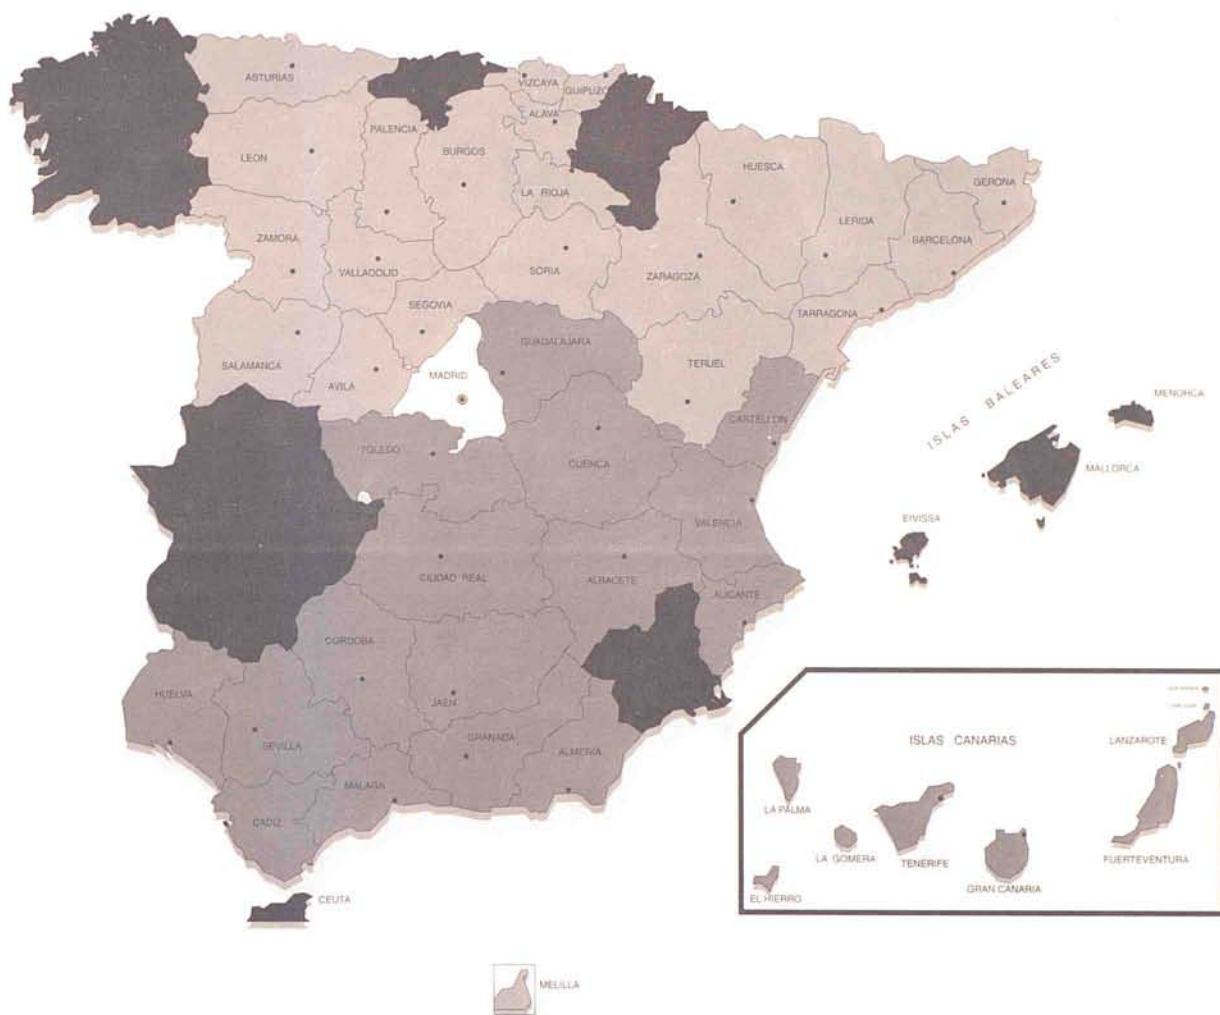 ASTURIAS
VIZCAYA
GUIPUZC
ALAVA
PALENCIA
BURGOS
LEON
HUESCA
GERONA
LA RIOJA
LERIDA
ZAMORA
BARCELONA
VALLADOLID
SORIA
ZARAGOZA
SEGOVIA
TARRAGONA
GUADALAJARA
SALAMANCA
TERUEL
MADRID
AVILA
ISLAS BALEARES
MENORCA
CASTELLON
TOLEDO
CUENCA
MALLORCA
EIVISSA
VALENCIA
CIUDAD REAL
ALBACETE
ALICANTE
CORDOBA
HUELVA
JAEN
SEVILLA
GRANADA
ALMERIA
ISLAS CANARIAS
LANZAROTE
MALAGA
LA PALMA
CADIZ
LA GOMERA
TENERIFE
FUERTEVENTURA
GRAN CANARIA
EL HIERRO
CEUTA
MELILLA